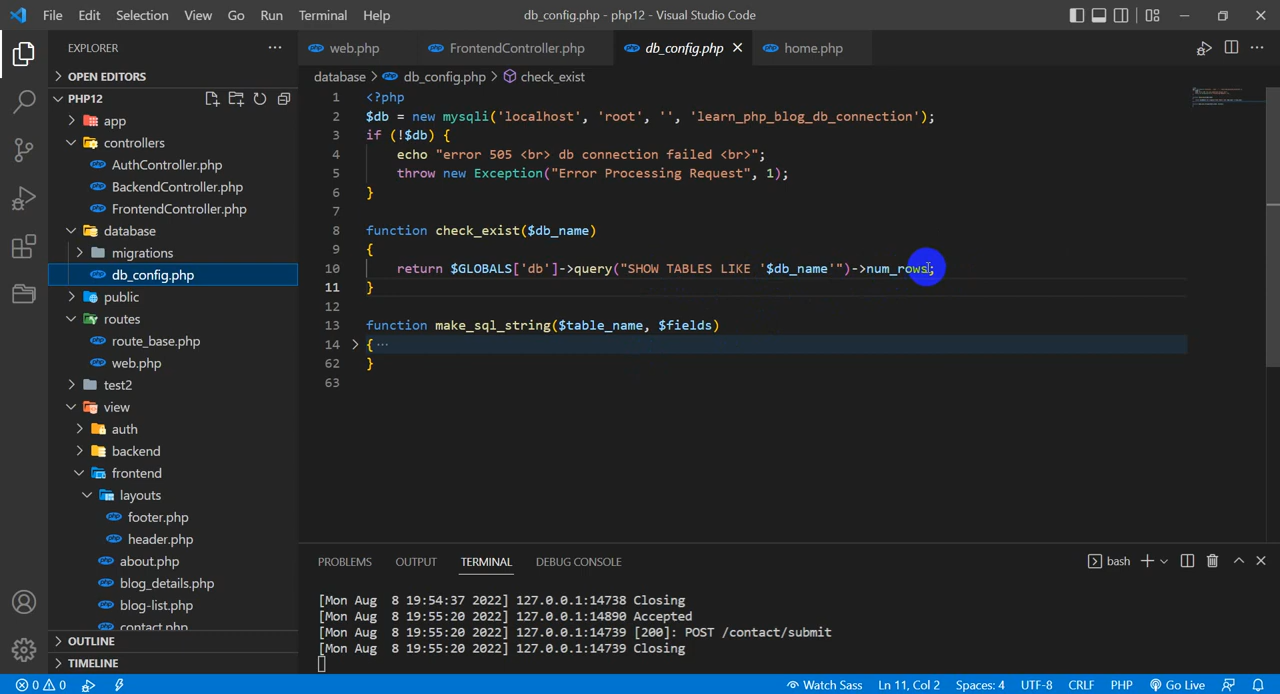 File Edit Selection View Go Run Terminal Help db_config.php - php12 - Visual Studio Code
EXPLORER
OPEN EDITORS
PHP12
app
controllers
AuthController.php
BackendController.php
FrontendController.php
database
migrations
db_config.php
public
routes
route_base.php
web.php
test2
view
auth
backend
frontend
layouts
footer.php
header.php
about.php
blog_details.php
blog-list.php
contact.php
OUTLINE
TIMELINE
web.php FrontendController.php db_config.php home.php
database > db_config.php > check_exist
1 <?php
2 $db = new mysqli('localhost', 'root', '', 'learn_php_blog_db_connection');
3 if (!$db) {
4 echo "error 505 <br> db connection failed <br>";
5 throw new Exception("Error Processing Request", 1);
6 }
7
8 function check_exist($db_name)
9 {
10 return $GLOBALS['db']->query("SHOW TABLES LIKE '$db_name'")->num_rows;
11 }
12
13 function make_sql_string($table_name, $fields)
14 { ...
62 }
63
PROBLEMS OUTPUT TERMINAL DEBUG CONSOLE bash
[Mon Aug  8 19:54:37 2022] 127.0.0.1:14738 Closing
[Mon Aug  8 19:55:20 2022] 127.0.0.1:14890 Accepted
[Mon Aug  8 19:55:20 2022] 127.0.0.1:14739 [200]: POST /contact/submit
[Mon Aug  8 19:55:20 2022] 127.0.0.1:14739 Closing
0 0 Watch Sass Ln 11, Col 2 Spaces: 4 UTF-8 CRLF PHP Go Live